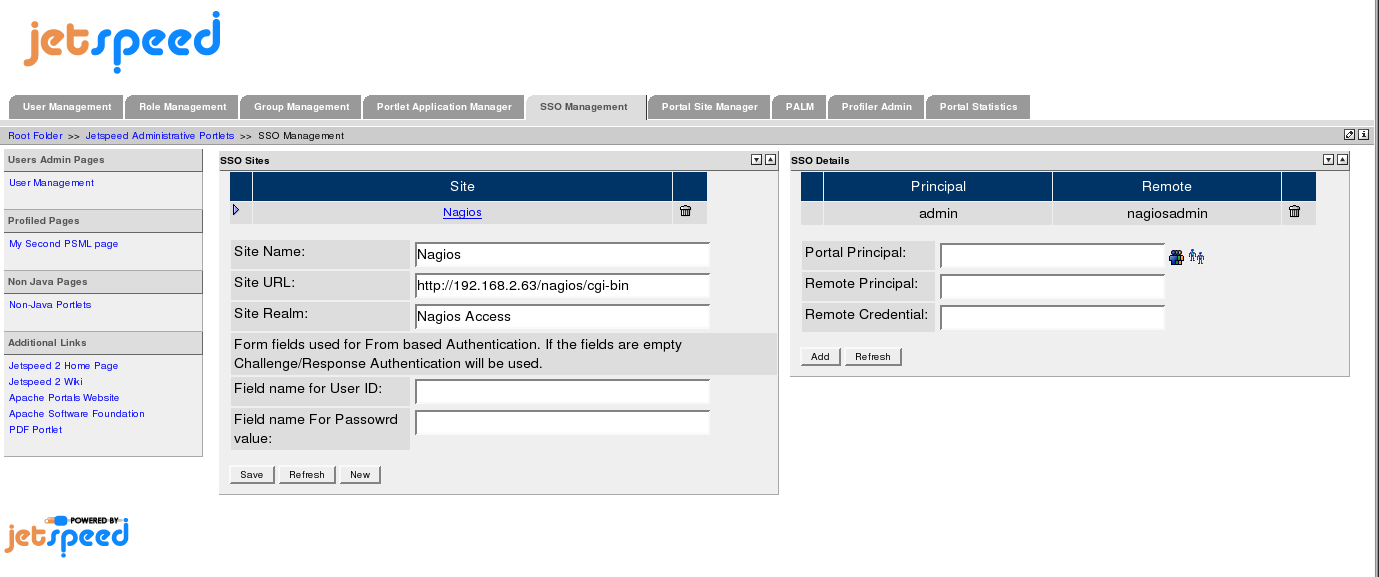 jetspeed
User Management Role Management Group Management Portlet Application Manager SSO Management Portal Site Manager PALM Profiler Admin Portal Statistics
Root Folder >> Jetspeed Administrative Portlets >> SSO Management
Users Admin Pages
User Management
Profiled Pages
My Second PSML page
Non Java Pages
Non-Java Portlets
Additional Links
Jetspeed 2 Home Page
Jetspeed 2 Wiki
Apache Portals Website
Apache Software Foundation
PDF Portlet
SSO Sites
Site
Nagios
Site Name: Nagios
Site URL: http://192.168.2.63/nagios/cgi-bin
Site Realm: Nagios Access
Form fields used for From based Authentication. If the fields are empty
Challenge/Response Authentication will be used.
Field name for User ID:
Field name For Passowrd
value:
Save Refresh New
SSO Details
Principal Remote
admin nagiosadmin
Portal Principal:
Remote Principal:
Remote Credential:
Add Refresh
POWERED BY
jetspeed